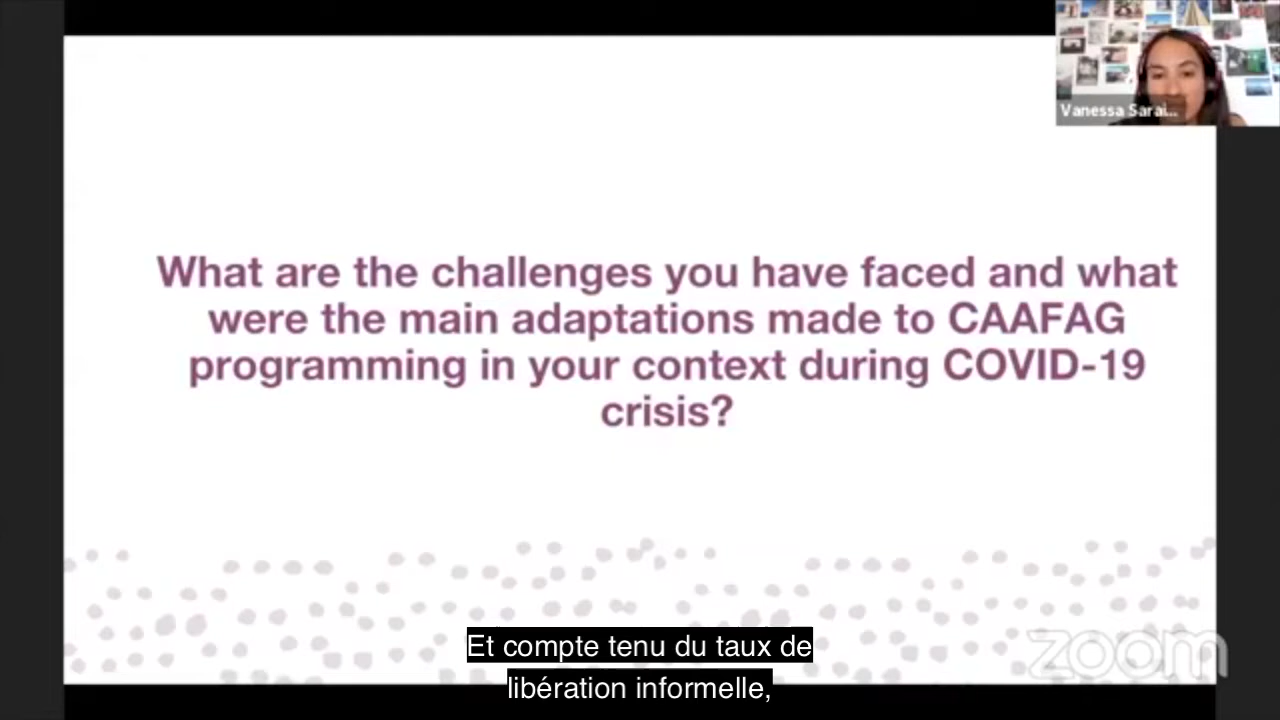 Vanessa Sarai...
What are the challenges you have faced and what
were the main adaptations made to CAAFAG
programming in your context during COVID-19
crisis?
Et compte tenu du taux de
libération informelle,
zoom